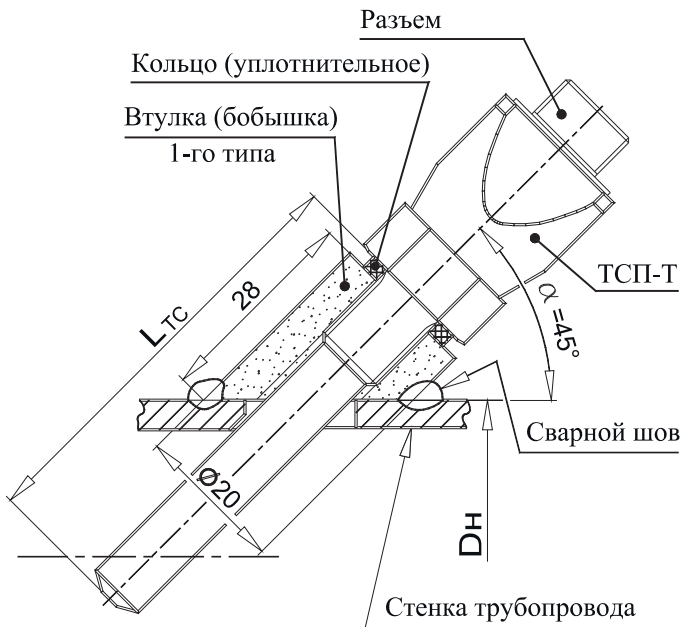 Разъем
Кольцо (уплотнительное)
Втулка (бобышка)
1-го типа
ТСП-Т
28
LТС
α=45°
Сварной шов
Ø20
DН
Стенка трубопровода